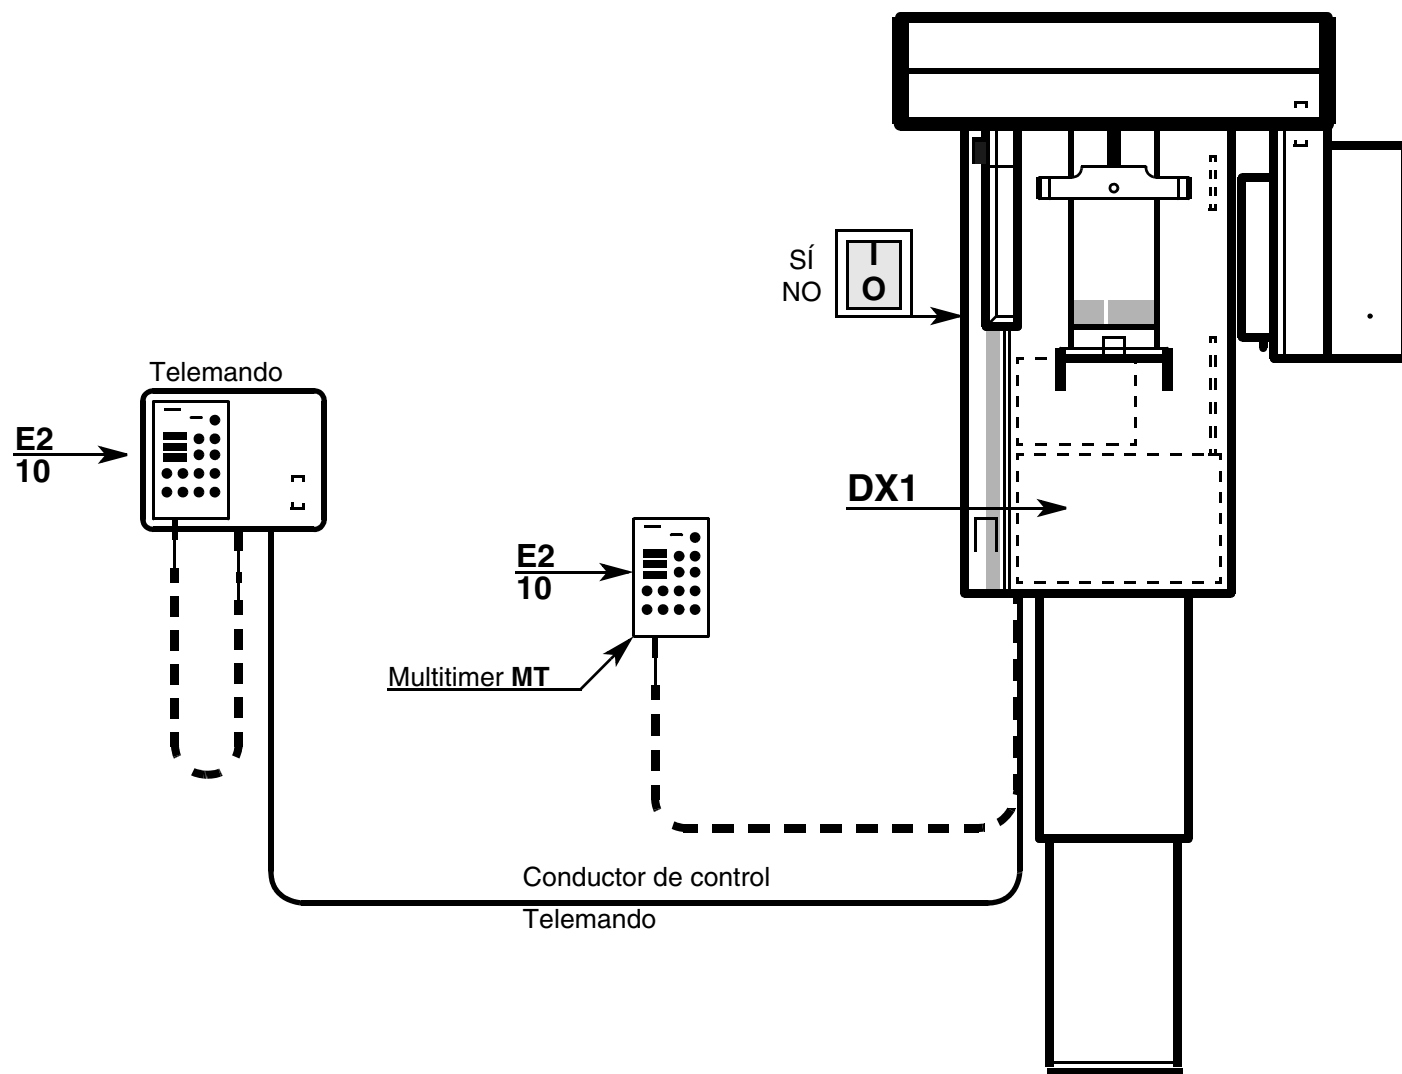 SÍ
NO
I
O
Telemando
E2
10
DX1
E2
10
Multitimer MT
Conductor de control
Telemando